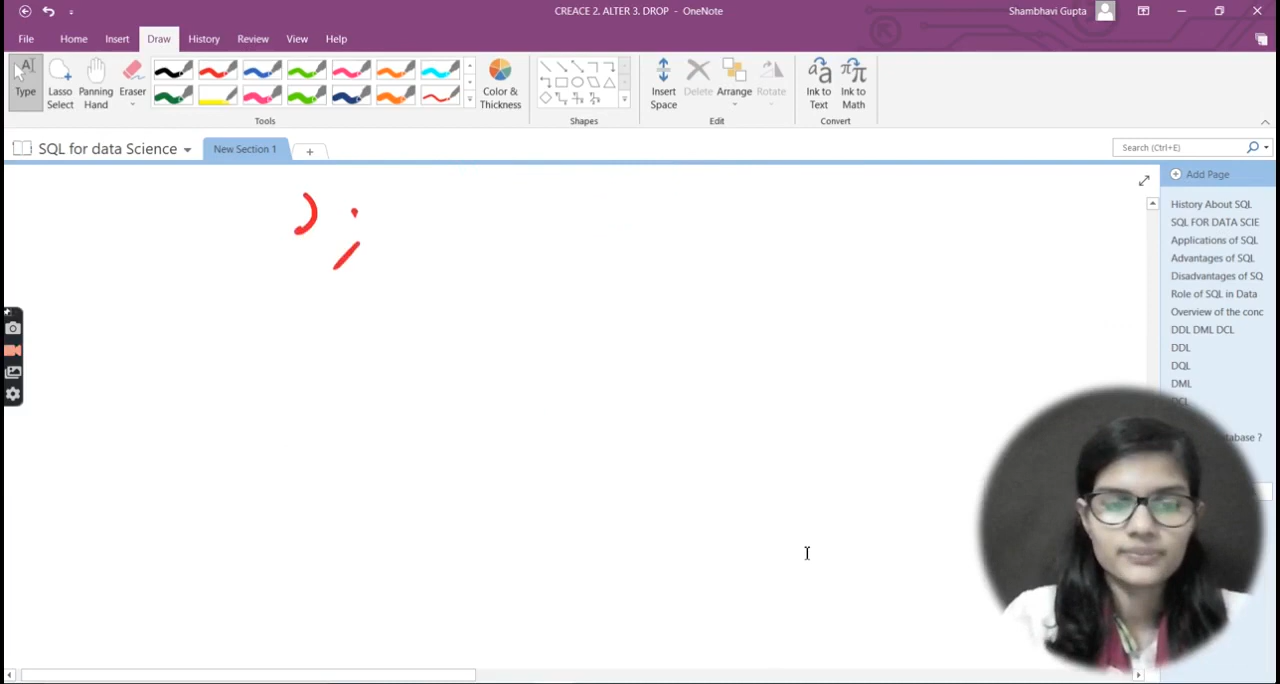 CREACE 2. ALTER 3. DROP - OneNote
Shambhavi Gupta
File Home Insert Draw History Review View Help
Type
Lasso Select
Panning Hand
Eraser
Color & Thickness
Insert Space
Delete
Arrange
Rotate
Ink to Text
Ink to Math
Tools
Shapes
Edit
Convert
SQL for data Science
New Section 1
Search (Ctrl+E)
Add Page
History About SQL
SQL FOR DATA SCIE
Applications of SQL
Advantages of SQL
Disadvantages of SQ
Role of SQL in Data
Overview of the conc
DDL DML DCL
DDL
DQL
DML
DCL
tabase ?
) ;